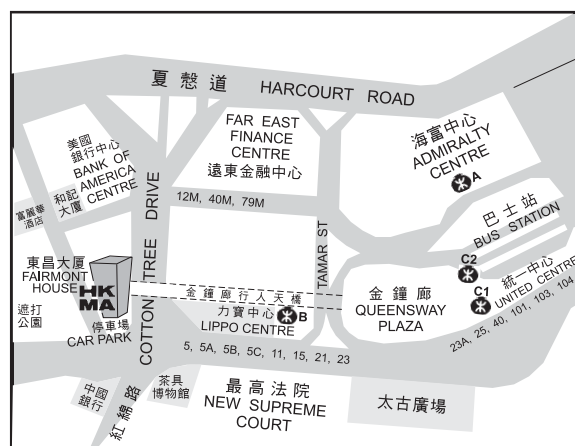 夏慤道 HARCOURT ROAD
美國
銀行中心
BANK OF
AMERICA
CENTRE
FAR EAST
FINANCE
CENTRE
遠東金融中心
海富中心
ADMIRALTY
CENTRE
A
和記
大廈
富麗華
酒店
12M, 40M, 79M
巴士站
BUS STATION
COTTON TREE DRIVE
紅綿路
TAMAR ST
東昌大廈
FAIRMONT
HOUSE
HK
MA
遮打
公園
停車場
CAR PARK
金鐘廊行人天橋
力寶中心
LIPPO CENTRE
B
金鐘廊
QUEENSWAY
PLAZA
C2
C1
統一中心
UNITED CENTRE
23A, 25, 40, 101, 103, 104
5, 5A, 5B, 5C, 11, 15, 21, 23
中國
銀行
茶具
博物館
最高法院
NEW SUPREME
COURT
太古廣場